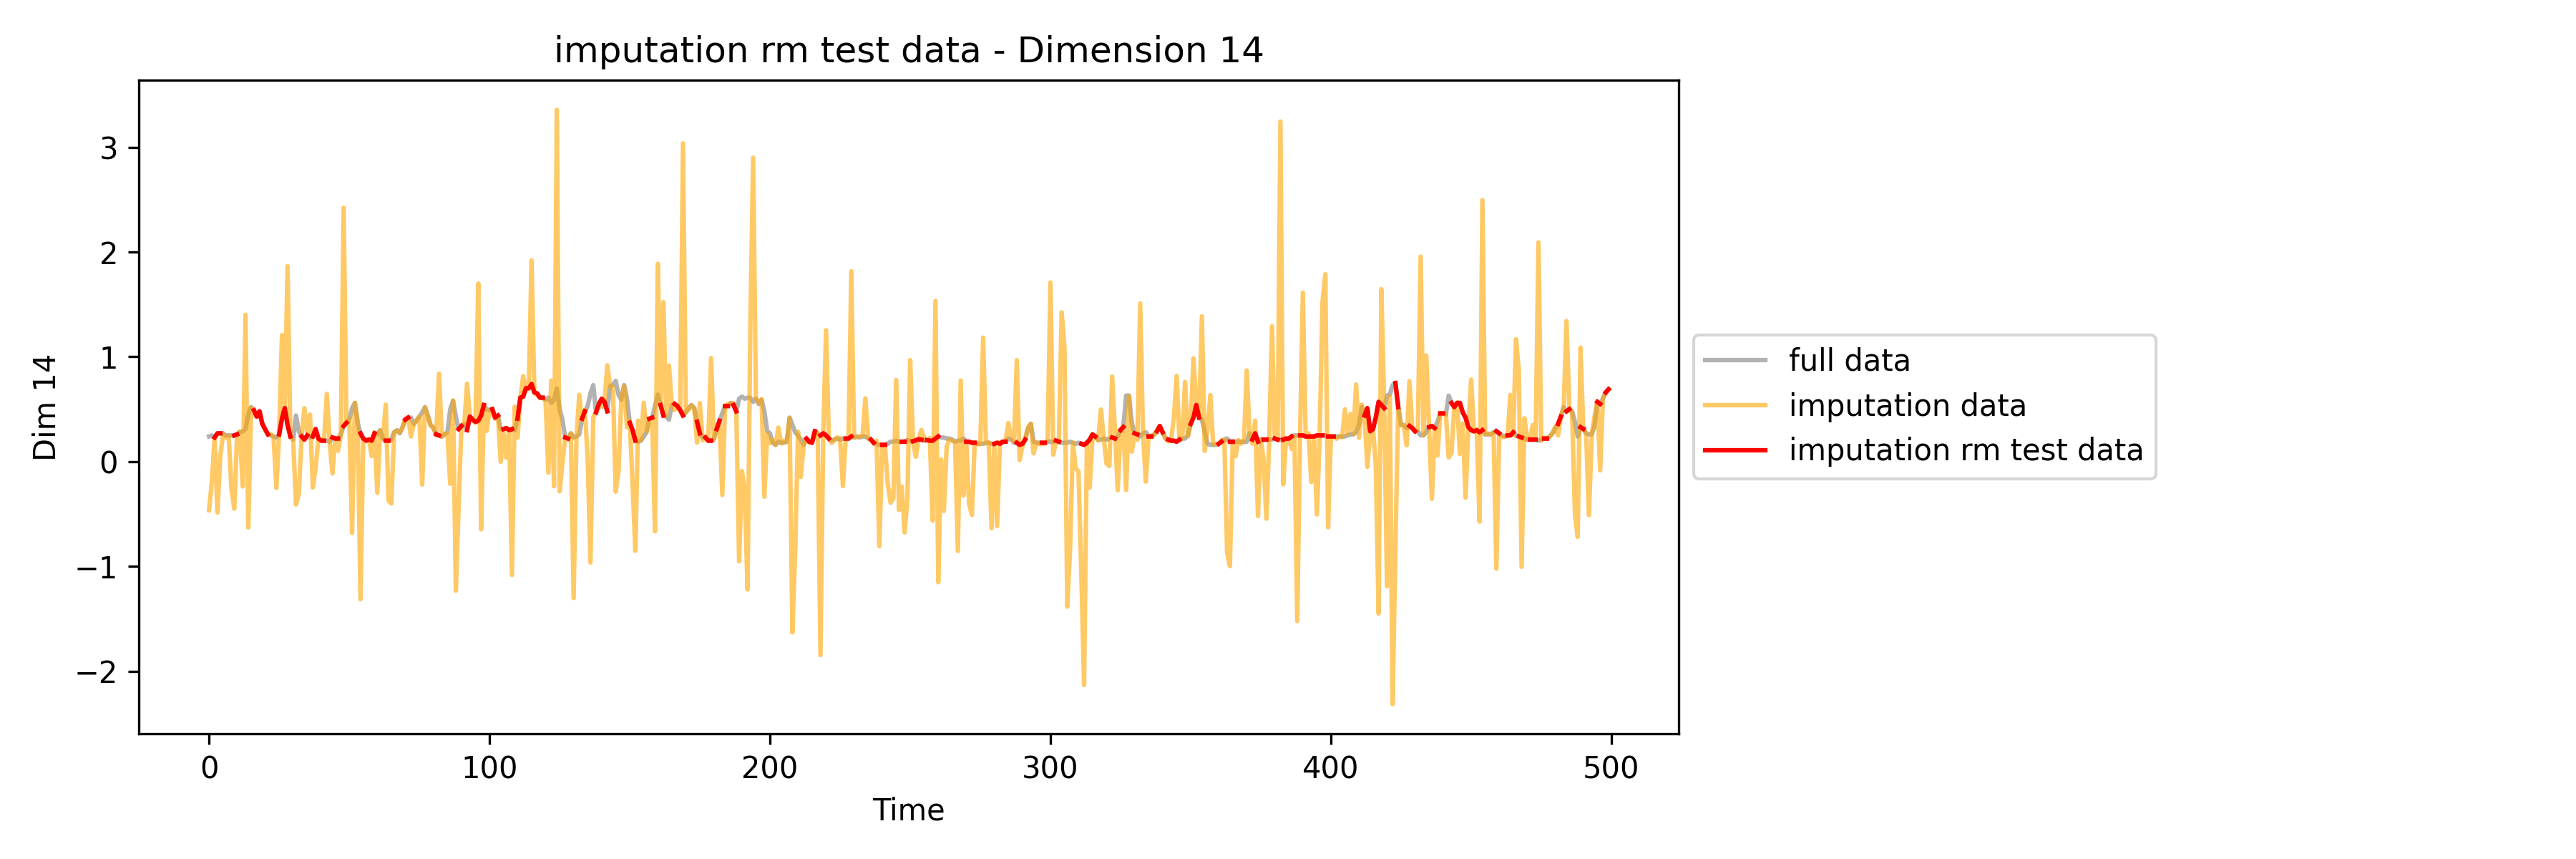 imputation rm test data - Dimension 14
Dim 14
3
2
1
0
−1
−2
0 100 200 300 400 500
Time
full data
imputation data
imputation rm test data